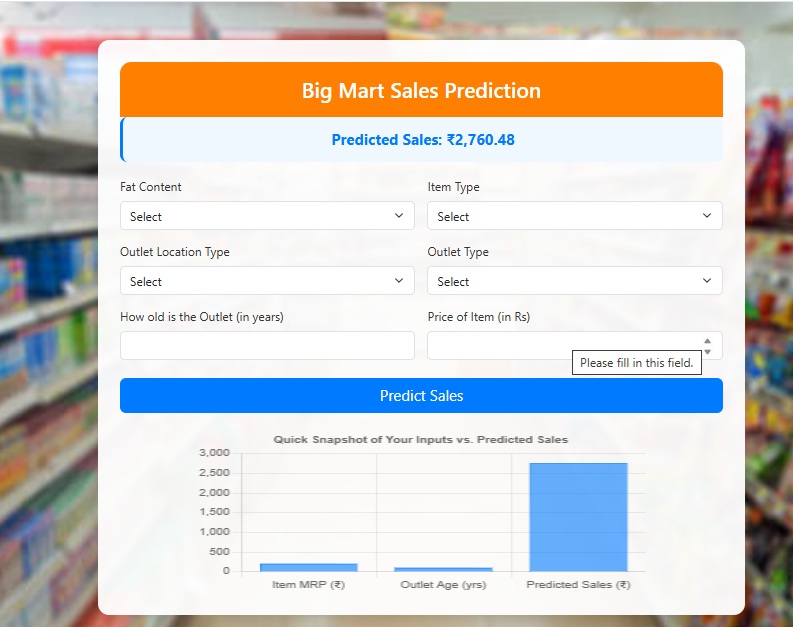 Big Mart Sales Prediction
Predicted Sales: ₹2,760.48
Fat Content
Item Type
Select
Select
Outlet Location Type
Outlet Type
Select
Select
How old is the Outlet (in years)
Price of Item (in Rs)
Please fill in this field.
Predict Sales
Quick Snapshot of Your Inputs vs. Predicted Sales
3,000
2,500
2,000
1,500
1,000
500
0
Item MRP (₹)
Outlet Age (yrs)
Predicted Sales (₹)